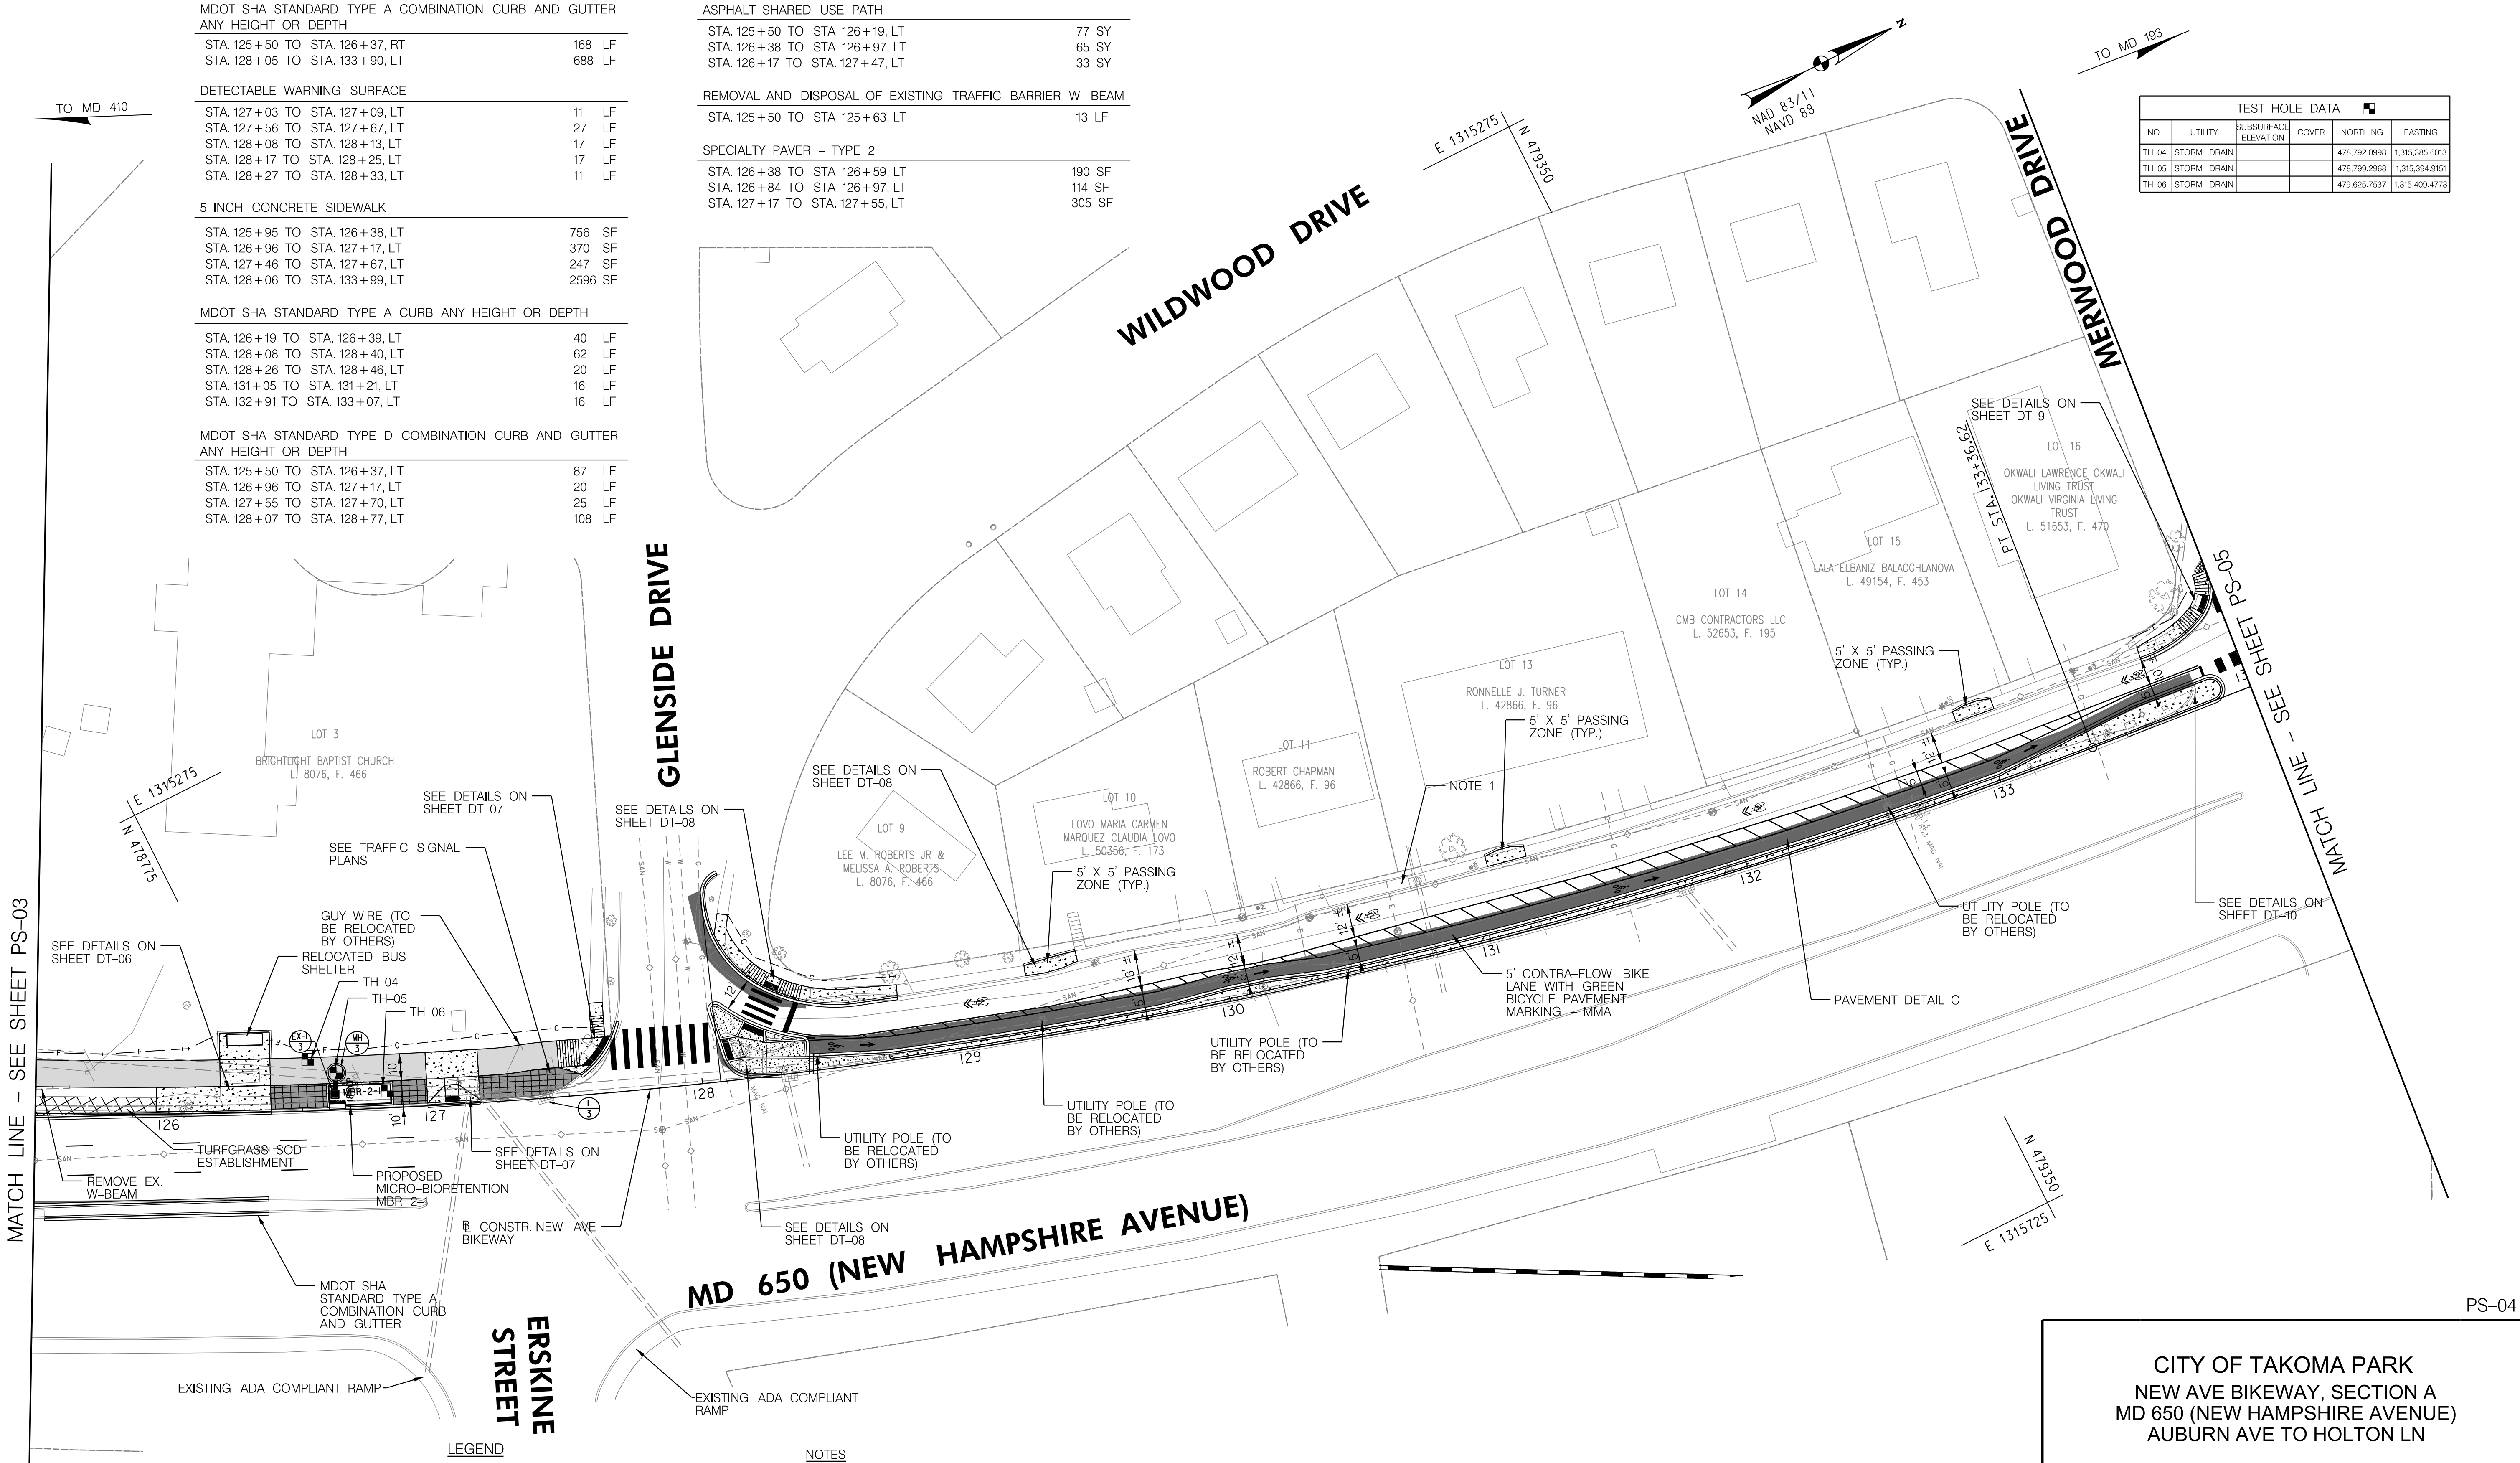 MDOT SHA STANDARD TYPE A COMBINATION CURB AND GUTTER
ANY HEIGHT OR DEPTH
STA. 125+50 TO STA. 126+37, RT 168 LF
STA. 128+05 TO STA. 133+90, LT 688 LF
DETECTABLE WARNING SURFACE
STA. 127+03 TO STA. 127+09, LT 11 LF
STA. 127+56 TO STA. 127+67, LT 27 LF
STA. 128+08 TO STA. 128+13, LT 17 LF
STA. 128+17 TO STA. 128+25, LT 17 LF
STA. 128+27 TO STA. 128+33, LT 11 LF
5 INCH CONCRETE SIDEWALK
STA. 125+95 TO STA. 126+38, LT 756 SF
STA. 126+96 TO STA. 127+17, LT 370 SF
STA. 127+46 TO STA. 127+67, LT 247 SF
STA. 128+06 TO STA. 133+99, LT 2596 SF
MDOT SHA STANDARD TYPE A CURB ANY HEIGHT OR DEPTH
STA. 126+19 TO STA. 126+39, LT 40 LF
STA. 128+08 TO STA. 128+40, LT 62 LF
STA. 128+26 TO STA. 128+46, LT 20 LF
STA. 131+05 TO STA. 131+21, LT 16 LF
STA. 132+91 TO STA. 133+07, LT 16 LF
MDOT SHA STANDARD TYPE D COMBINATION CURB AND GUTTER
ANY HEIGHT OR DEPTH
STA. 125+50 TO STA. 126+37, LT 87 LF
STA. 126+96 TO STA. 127+17, LT 20 LF
STA. 127+55 TO STA. 127+70, LT 25 LF
STA. 128+07 TO STA. 128+77, LT 108 LF
ASPHALT SHARED USE PATH
STA. 125+50 TO STA. 126+19, LT 77 SY
STA. 126+38 TO STA. 126+97, LT 65 SY
STA. 126+17 TO STA. 127+47, LT 33 SY
REMOVAL AND DISPOSAL OF EXISTING TRAFFIC BARRIER W BEAM
STA. 125+50 TO STA. 125+63, LT 13 LF
SPECIALTY PAVER – TYPE 2
STA. 126+38 TO STA. 126+59, LT 190 SF
STA. 126+84 TO STA. 126+97, LT 114 SF
STA. 127+17 TO STA. 127+55, LT 305 SF
TO MD 410
N
NAD 83/11
NAVD 88
TO MD 193
TEST HOLE DATA
NO. UTILITY SUBSURFACE ELEVATION COVER NORTHING EASTING
TH–04 STORM DRAIN 478,792.0998 1,315,385.6013
TH–05 STORM DRAIN 478,799.2968 1,315,394.9151
TH–06 STORM DRAIN 479,625.7537 1,315,409.4773
E 1315275
N 479350
WILDWOOD DRIVE
MERWOOD DRIVE
GLENSIDE DRIVE
SEE DETAILS ON
SHEET DT–9
PT STA. 133+36.62
LOT 16
OKWALI LAWRENCE OKWALI
LIVING TRUST
OKWALI VIRGINIA LIVING
TRUST
L. 51653, F. 470
LOT 15
LALA ELBANIZ BALAOGHLANOVA
L. 49154, F. 453
LOT 14
CMB CONTRACTORS LLC
L. 52653, F. 195
LOT 13
RONNELLE J. TURNER
L. 42866, F. 96
LOT 11
ROBERT CHAPMAN
L. 42866, F. 96
LOT 10
LOVO MARIA CARMEN
MARQUEZ CLAUDIA LOVO
L. 50356, F. 173
LOT 9
LEE M. ROBERTS JR &
MELISSA A. ROBERTS
L. 8076, F. 466
LOT 3
BRIGHTLIGHT BAPTIST CHURCH
L. 8076, F. 466
E 1315275
N 478775
5' X 5' PASSING
ZONE (TYP.)
5' X 5' PASSING
ZONE (TYP.)
5' X 5' PASSING
ZONE (TYP.)
NOTE 1
SEE DETAILS ON
SHEET DT–08
SEE DETAILS ON
SHEET DT–07
SEE DETAILS ON
SHEET DT–08
SEE TRAFFIC SIGNAL
PLANS
GUY WIRE (TO
BE RELOCATED
BY OTHERS)
SEE DETAILS ON
SHEET DT–06
RELOCATED BUS
SHELTER
TH–04
TH–05
TH–06
EX-1
3
MH
3
MBR–2–1
I
3
10'
10'
12'
13' ±
5'
12' ±
5'
12' ±
5'
12' ±
5'
5'
10' ±
5'
126
127
128
129
130
131
132
133
UTILITY POLE (TO
BE RELOCATED
BY OTHERS)
SEE DETAILS ON
SHEET DT–10
5' CONTRA–FLOW BIKE
LANE WITH GREEN
BICYCLE PAVEMENT
MARKING – MMA
PAVEMENT DETAIL C
UTILITY POLE (TO
BE RELOCATED
BY OTHERS)
UTILITY POLE (TO
BE RELOCATED
BY OTHERS)
UTILITY POLE (TO
BE RELOCATED
BY OTHERS)
TURFGRASS SOD
ESTABLISHMENT
REMOVE EX.
W–BEAM
PROPOSED
MICRO–BIORETENTION
MBR 2–1
SEE DETAILS ON
SHEET DT–07
SEE DETAILS ON
SHEET DT–08
BL CONSTR. NEW AVE
BIKEWAY
MDOT SHA
STANDARD TYPE A
COMBINATION CURB
AND GUTTER
MD 650 (NEW HAMPSHIRE AVENUE)
ERSKINE
STREET
EXISTING ADA COMPLIANT RAMP
EXISTING ADA COMPLIANT
RAMP
N 479350
E 1315725
MATCH LINE – SEE SHEET PS–03
MATCH LINE – SEE SHEET PS–05
LEGEND
NOTES
PS–04
CITY OF TAKOMA PARK
NEW AVE BIKEWAY, SECTION A
MD 650 (NEW HAMPSHIRE AVENUE)
AUBURN AVE TO HOLTON LN